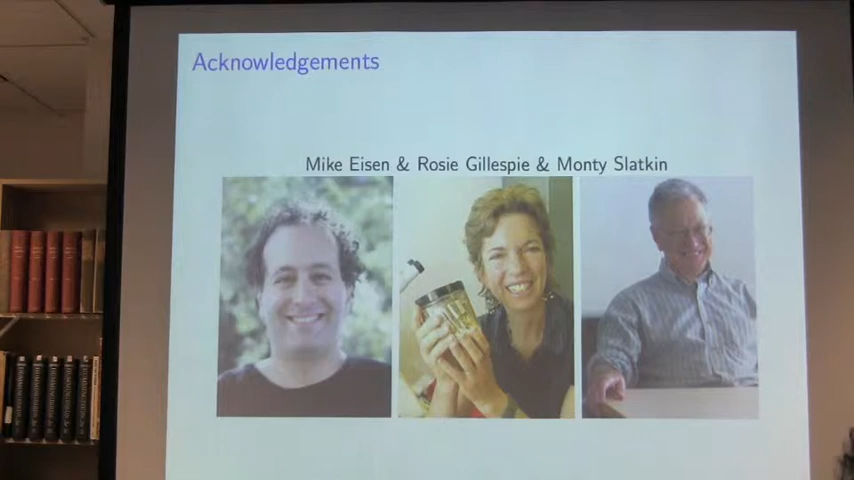 Acknowledgements
Mike Eisen & Rosie Gillespie & Monty Slatkin